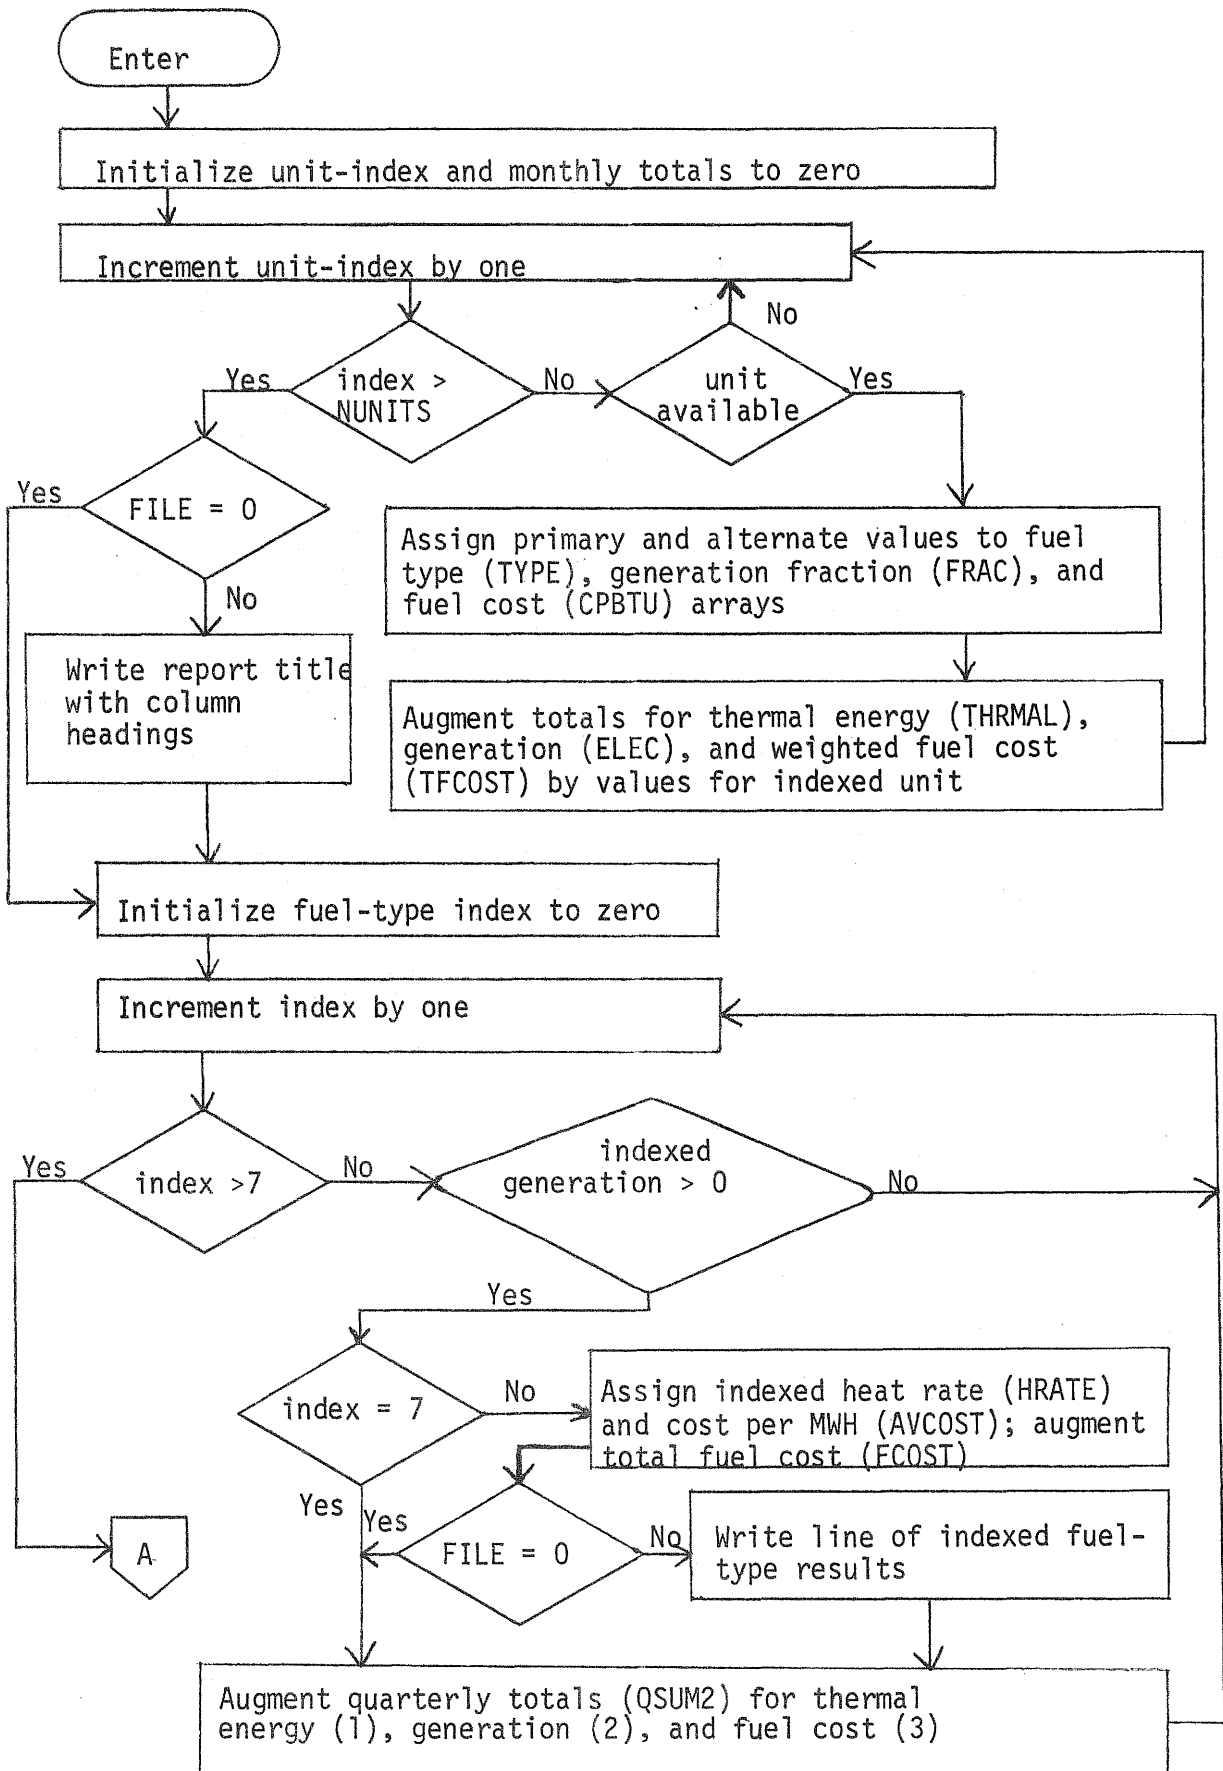 Enter
Initialize unit-index and monthly totals to zero
Increment unit-index by one
No
Yes
index >
NUNITS
No
unit
available
Yes
Yes
FILE = 0
No
Assign primary and alternate values to fuel
type (TYPE), generation fraction (FRAC), and
fuel cost (CPBTU) arrays
Write report title
with column
headings
Augment totals for thermal energy (THRMAL),
generation (ELEC), and weighted fuel cost
(TFCOST) by values for indexed unit
Initialize fuel-type index to zero
Increment index by one
Yes
index >7
No
indexed
generation > 0
No
Yes
index = 7
No
Assign indexed heat rate (HRATE)
and cost per MWH (AVCOST); augment
total fuel cost (FCOST)
Yes
Yes
FILE = 0
No
Write line of indexed fuel-
type results
A
Augment quarterly totals (QSUM2) for thermal
energy (1), generation (2), and fuel cost (3)